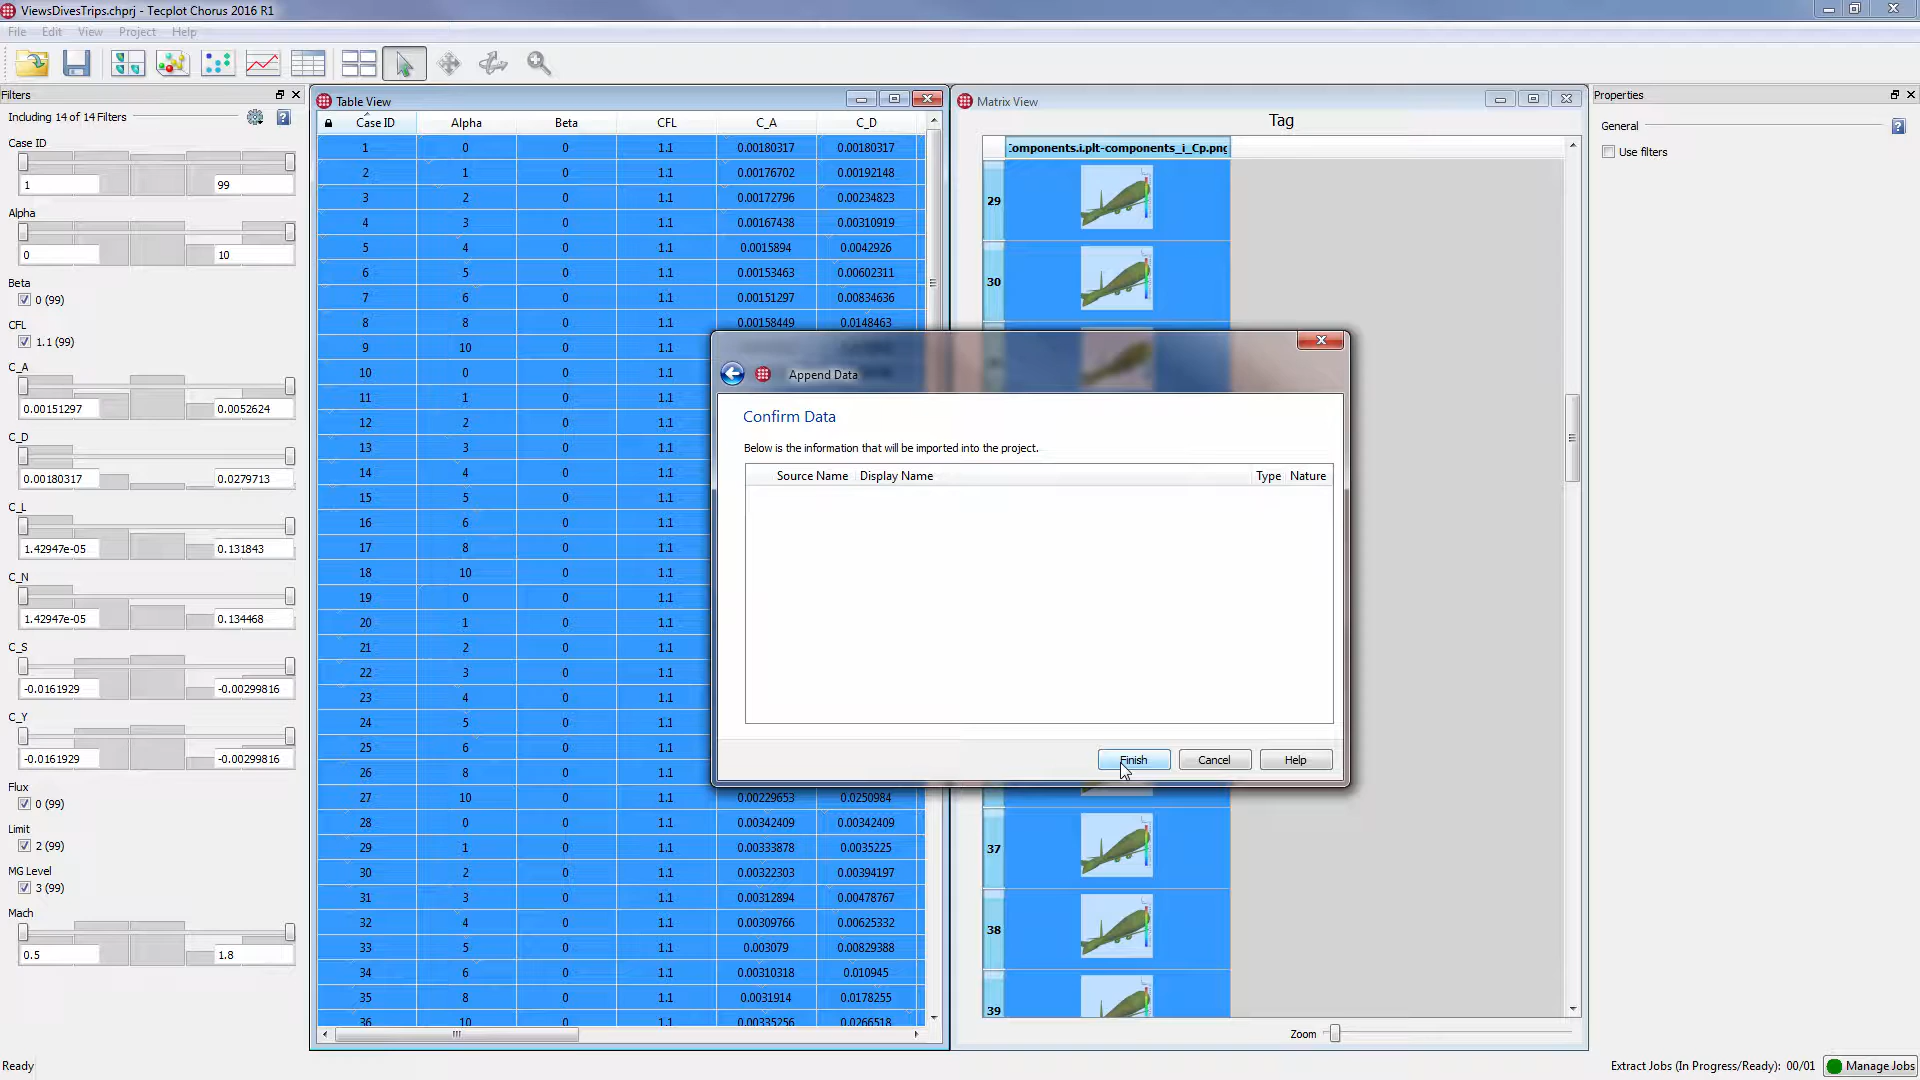 ViewsDivesTrips.chprj - Tecplot Chorus 2016 R1
File Edit View Project Help
Filters
Including 14 of 14 Filters
Case ID
1 99
Alpha
0 10
Beta
0 (99)
CFL
1.1 (99)
C_A
0.00151297 0.0052624
C_D
0.00180317 0.0279713
C_L
1.42947e-05 0.131843
C_N
1.42947e-05 0.134468
C_S
-0.0161929 -0.00299816
C_Y
-0.0161929 -0.00299816
Flux
0 (99)
Limit
2 (99)
MG Level
3 (99)
Mach
0.5 1.8
Table View
Case ID Alpha Beta CFL C_A C_D
1 0 0 1.1 0.00180317 0.00180317
2 1 0 1.1 0.00176702 0.00192148
3 2 0 1.1 0.00172796 0.00234823
4 3 0 1.1 0.00167438 0.00310919
5 4 0 1.1 0.0015894 0.0042926
6 5 0 1.1 0.00153463 0.00602311
7 6 0 1.1 0.00151297 0.00834636
8 8 0 1.1 0.00158449 0.0148463
9 10 0 1.1
10 0 0 1.1
11 1 0 1.1
12 2 0 1.1
13 3 0 1.1
14 4 0 1.1
15 5 0 1.1
16 6 0 1.1
17 8 0 1.1
18 10 0 1.1
19 0 0 1.1
20 1 0 1.1
21 2 0 1.1
22 3 0 1.1
23 4 0 1.1
24 5 0 1.1
25 6 0 1.1
26 8 0 1.1
27 10 0 1.1 0.00229653 0.0250984
28 0 0 1.1 0.00342409 0.00342409
29 1 0 1.1 0.00333878 0.0035225
30 2 0 1.1 0.00322303 0.00394197
31 3 0 1.1 0.00312894 0.00478767
32 4 0 1.1 0.00309766 0.00625332
33 5 0 1.1 0.003079 0.00829388
34 6 0 1.1 0.00310318 0.010945
35 8 0 1.1 0.0031914 0.0178255
36 10 0 1.1 0.00335256 0.0266518
Matrix View
Tag
Components.i.plt-components_i_Cp.png
29
30
37
38
39
Zoom
Append Data
Confirm Data
Below is the information that will be imported into the project.
Source Name Display Name Type Nature
Finish Cancel Help
Properties
General
Use filters
Ready
Extract Jobs (In Progress/Ready): 00/01 Manage Jobs